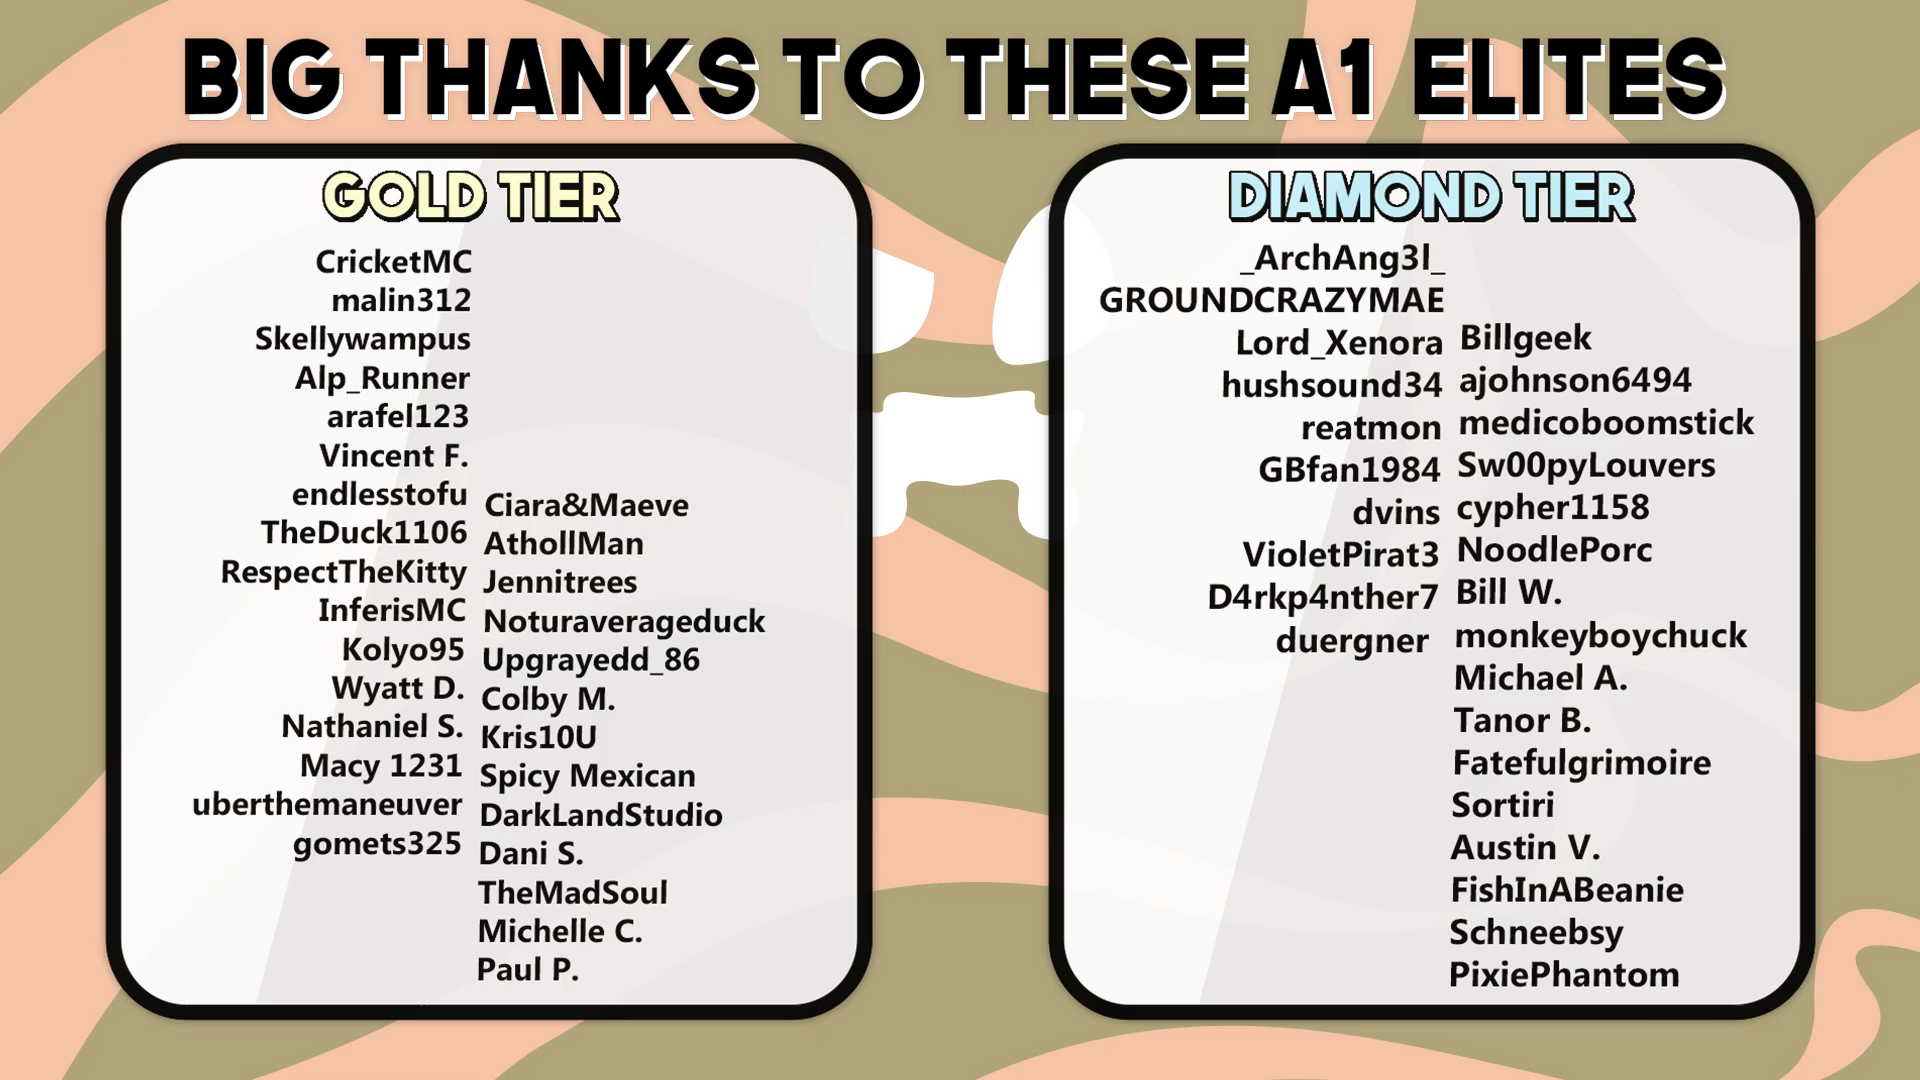 BIG THANKS TO THESE A1 ELITES
GOLD TIER
CricketMC
malin312
Skellywampus
Alp_Runner
arafel123
Vincent F.
endlesstofu
TheDuck1106
RespectTheKitty
InferisMC
Kolyo95
Wyatt D.
Nathaniel S.
Macy 1231
uberthemaneuver
gomets325
Ciara&Maeve
AthollMan
Jennitrees
Noturaverageduck
Upgrayedd_86
Colby M.
Kris10U
Spicy Mexican
DarkLandStudio
Dani S.
TheMadSoul
Michelle C.
Paul P.
DIAMOND TIER
_ArchAng3l_
GROUNDCRAZYMAE
Lord_Xenora
hushsound34
reatmon
GBfan1984
dvins
VioletPirat3
D4rkp4nther7
duergner
Billgeek
ajohnson6494
medicoboomstick
Sw00pyLouvers
cypher1158
NoodlePorc
Bill W.
monkeyboychuck
Michael A.
Tanor B.
Fatefulgrimoire
Sortiri
Austin V.
FishInABeanie
Schneebsy
PixiePhantom